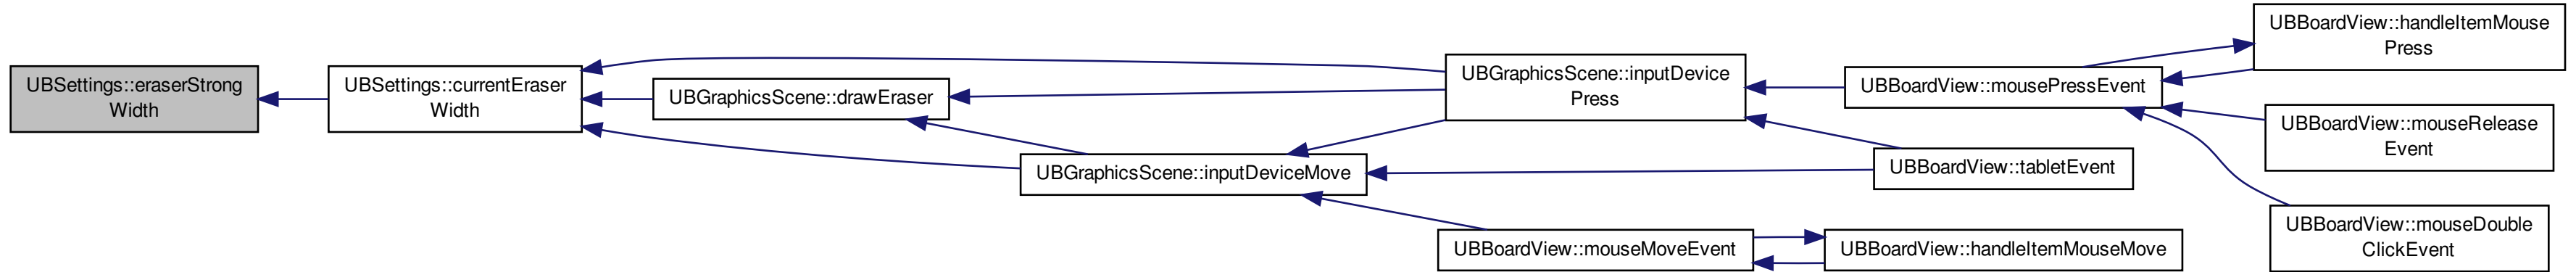 UBSettings::eraserStrong
Width
UBSettings::currentEraser
Width
UBGraphicsScene::drawEraser
UBGraphicsScene::inputDeviceMove
UBGraphicsScene::inputDevice
Press
UBBoardView::mouseMoveEvent
UBBoardView::mousePressEvent
UBBoardView::tabletEvent
UBBoardView::handleItemMouseMove
UBBoardView::handleItemMouse
Press
UBBoardView::mouseRelease
Event
UBBoardView::mouseDouble
ClickEvent